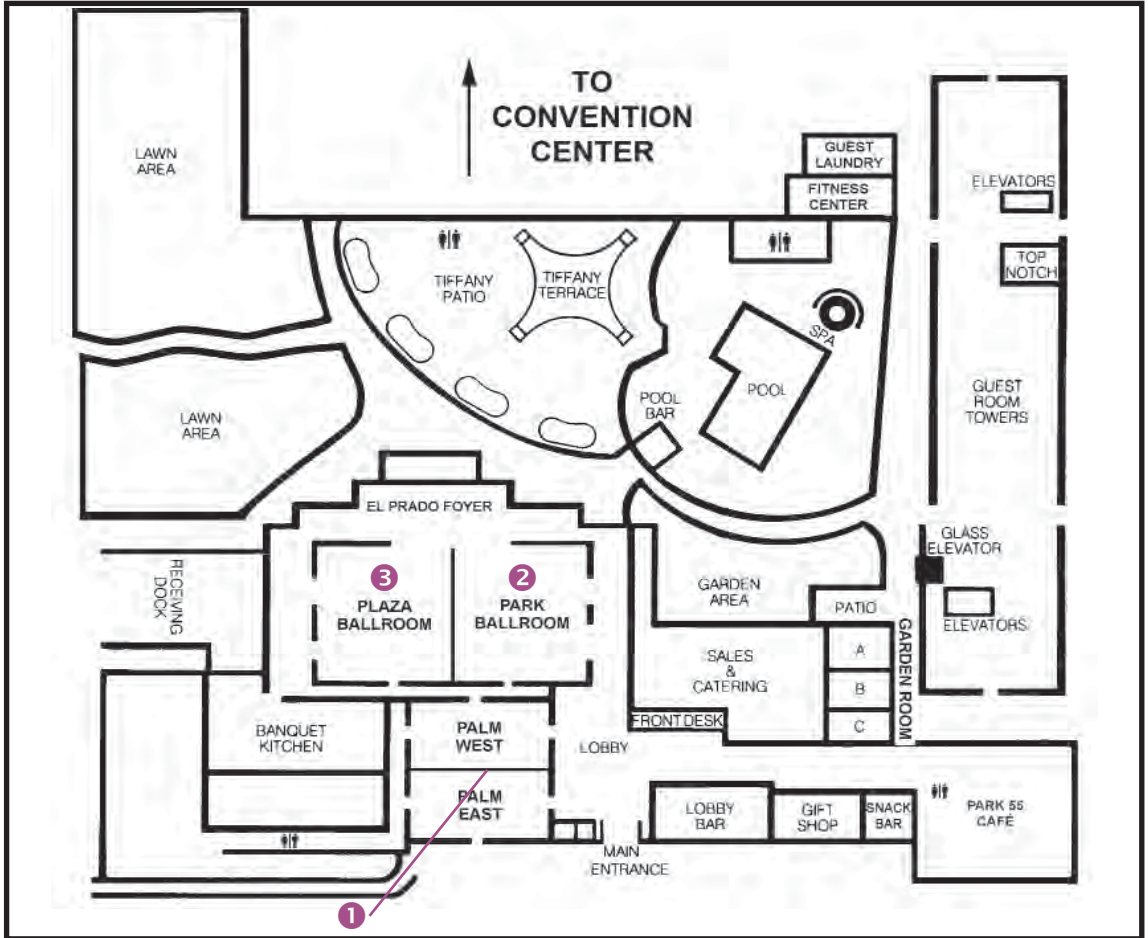 TO
CONVENTION
CENTER
LAWN
AREA
GUEST
LAUNDRY
FITNESS
CENTER
ELEVATORS
TOP
NOTCH
TIFFANY
PATIO
TIFFANY
TERRACE
SPA
POOL
POOL
BAR
GUEST
ROOM
TOWERS
LAWN
AREA
EL PRADO FOYER
GLASS
ELEVATOR
RECEIVING
DOCK
3
PLAZA
BALLROOM
2
PARK
BALLROOM
GARDEN
AREA
PATIO
ELEVATORS
GARDEN ROOM
A
B
C
SALES
&
CATERING
FRONT DESK
BANQUET
KITCHEN
PALM
WEST
LOBBY
PALM
EAST
LOBBY
BAR
GIFT
SHOP
SNACK
BAR
PARK 55
CAFÉ
MAIN
ENTRANCE
1